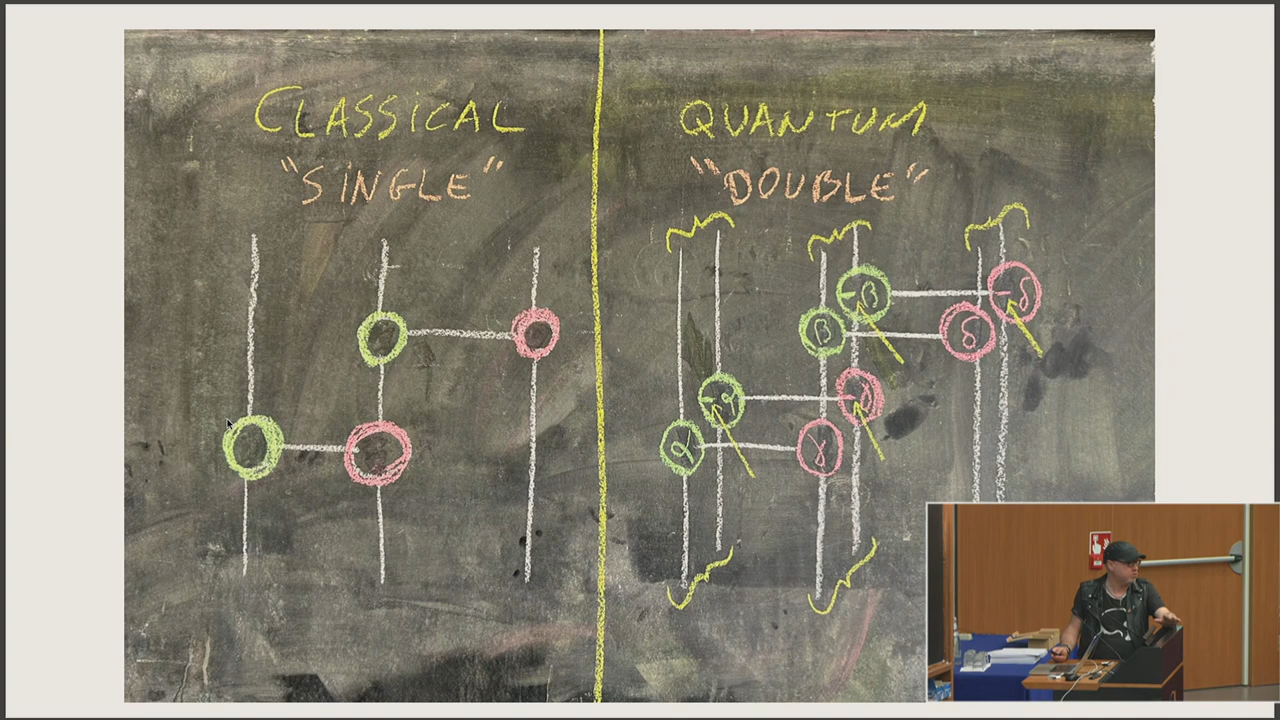 CLASSICAL
"SINGLE"
QUANTUM
"DOUBLE"
-β
-δ
β
δ
-α
-γ
α
γ